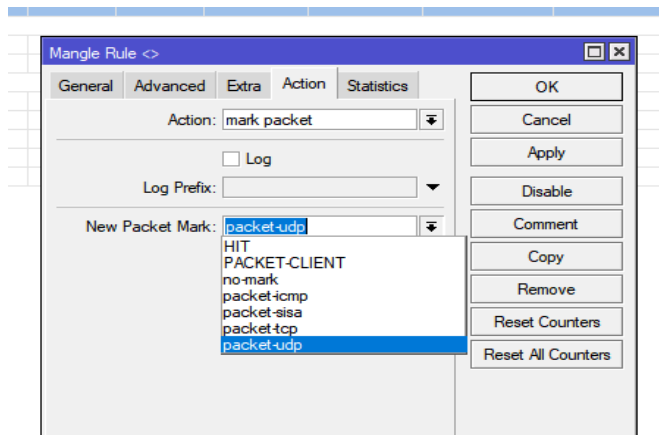 Mangle Rule <>
General Advanced Extra Action Statistics
Action: mark packet
Log
Log Prefix:
New Packet Mark: packet-udp
HIT
PACKET-CLIENT
no-mark
packet-icmp
packet-sisa
packet-tcp
packet-udp
OK
Cancel
Apply
Disable
Comment
Copy
Remove
Reset Counters
Reset All Counters